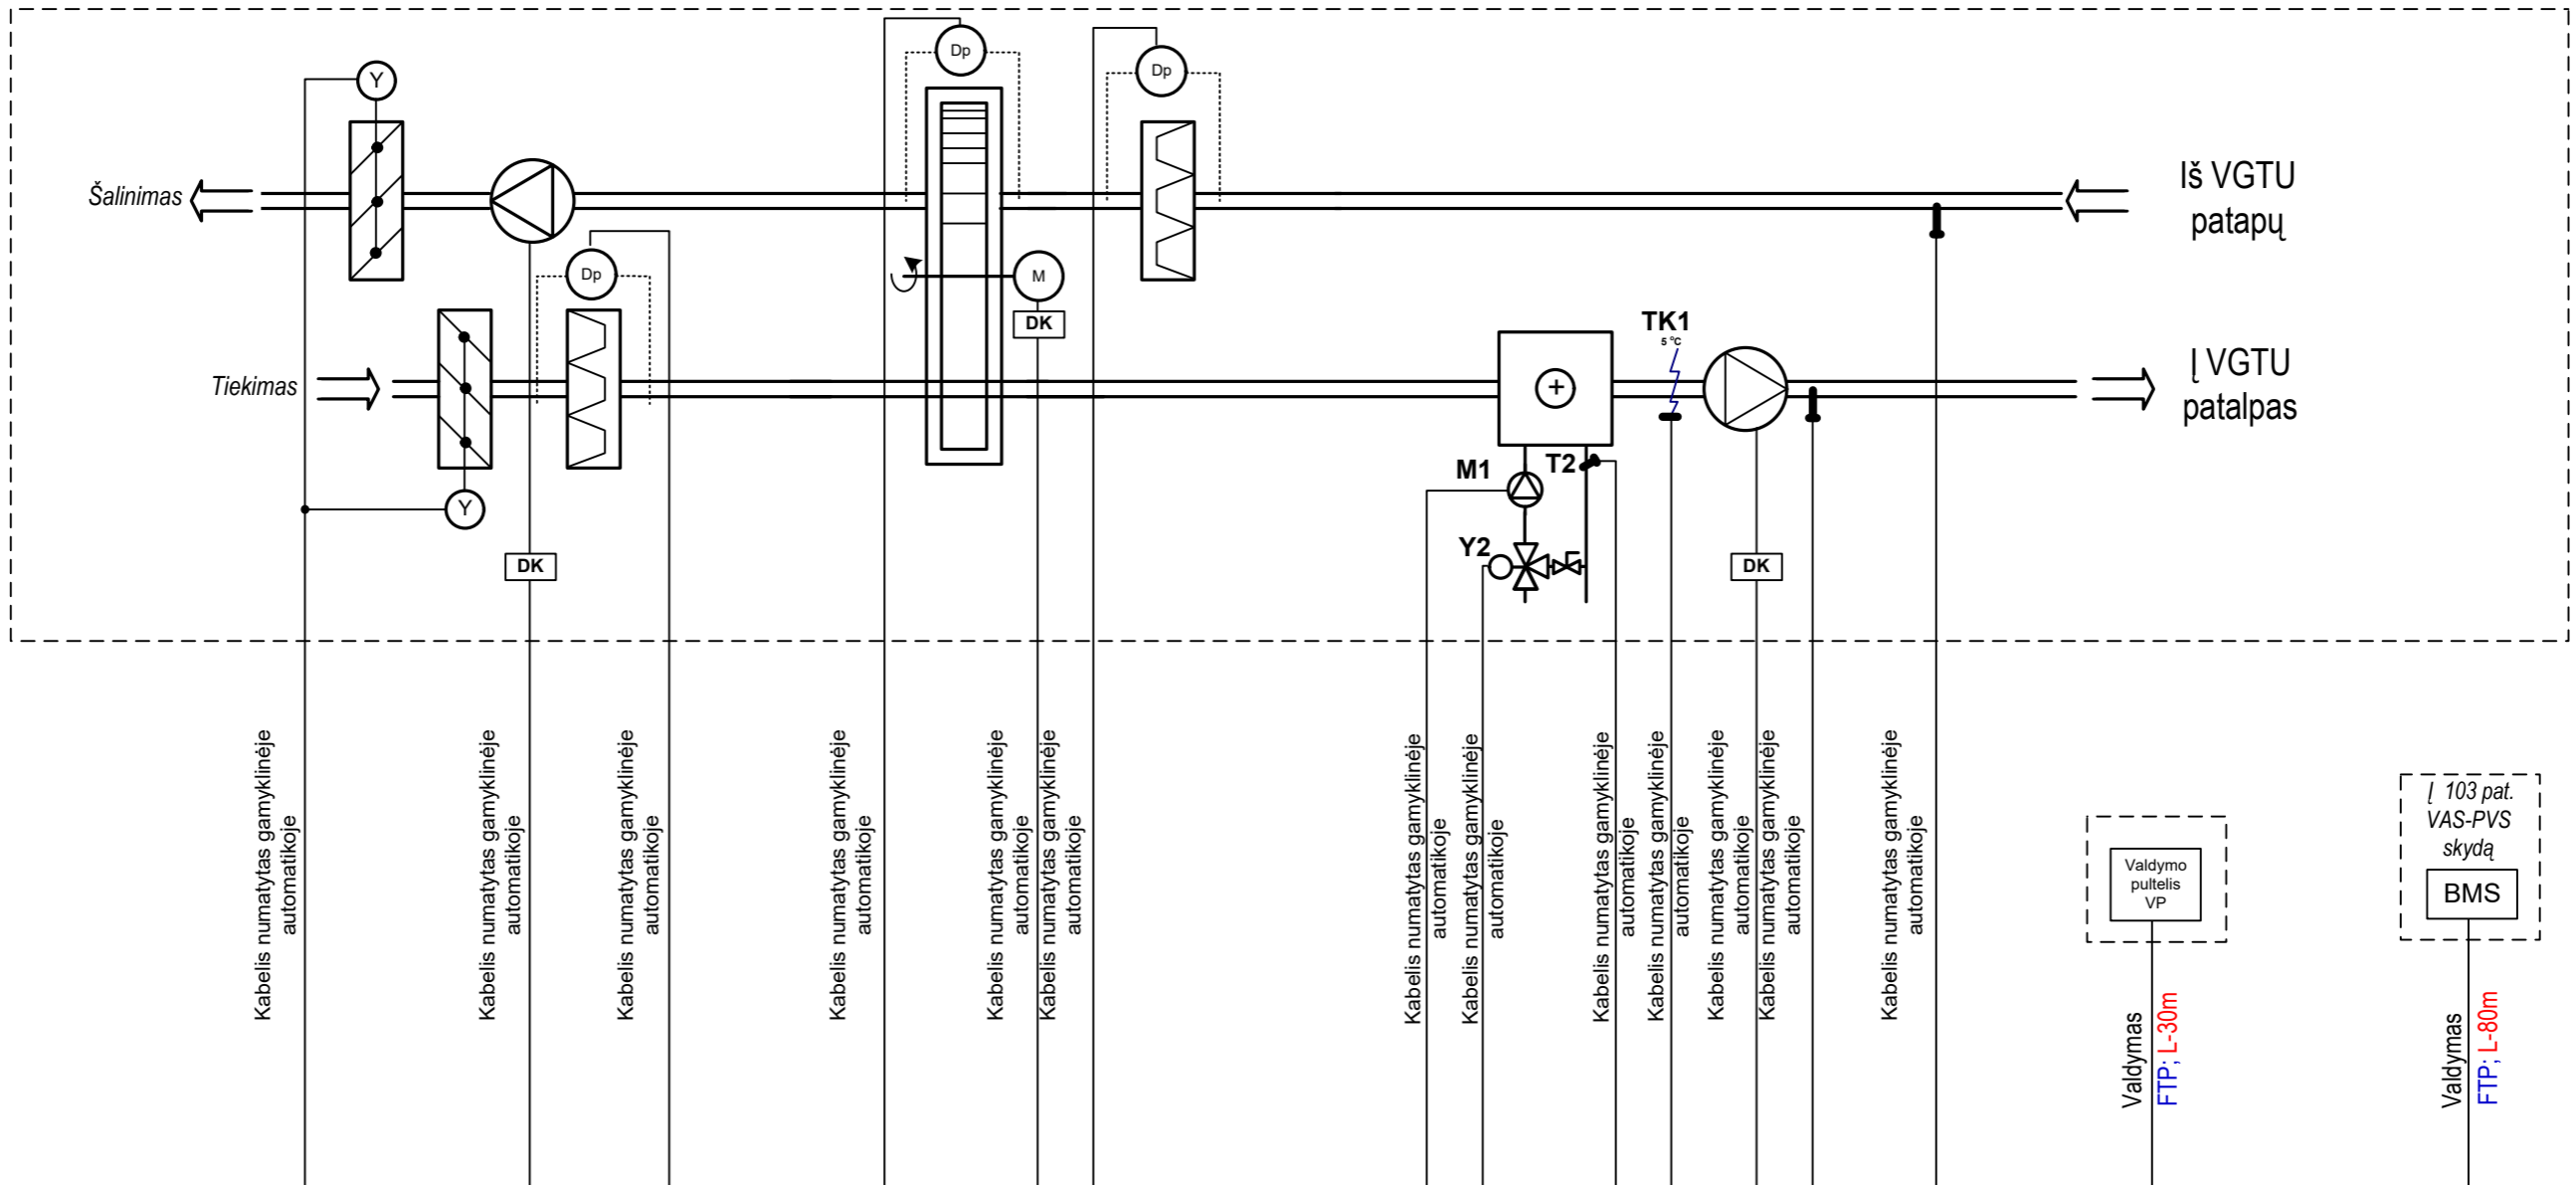 Y
Dp
Dp
Šalinimas
Iš VGTU
patapų
Dp
M
DK
TK1
5 °C
Tiekimas
+
Į VGTU
patalpas
M1
T2
Y
Y2
DK
DK
Kabelis numatytas gamyklinėje
automatikoje
Kabelis numatytas gamyklinėje
automatikoje
Kabelis numatytas gamyklinėje
automatikoje
Kabelis numatytas gamyklinėje
automatikoje
Kabelis numatytas gamyklinėje
automatikoje
Kabelis numatytas gamyklinėje
automatikoje
Kabelis numatytas gamyklinėje
automatikoje
Kabelis numatytas gamyklinėje
automatikoje
Kabelis numatytas gamyklinėje
automatikoje
Kabelis numatytas gamyklinėje
automatikoje
Kabelis numatytas gamyklinėje
automatikoje
Kabelis numatytas gamyklinėje
automatikoje
Kabelis numatytas gamyklinėje
automatikoje
Valdymo
pultelis
VP
Valdymas
FTP; L-30m
Į 103 pat.
VAS-PVS
skydą
BMS
Valdymas
FTP; L-80m